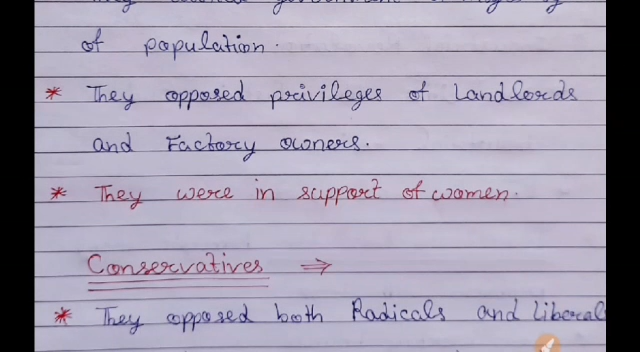 of population.
* They opposed privileges of Landlords
and Factory owners.
* They were in support of women.
Conservatives ⇒
* They opposed both Radicals and liberal